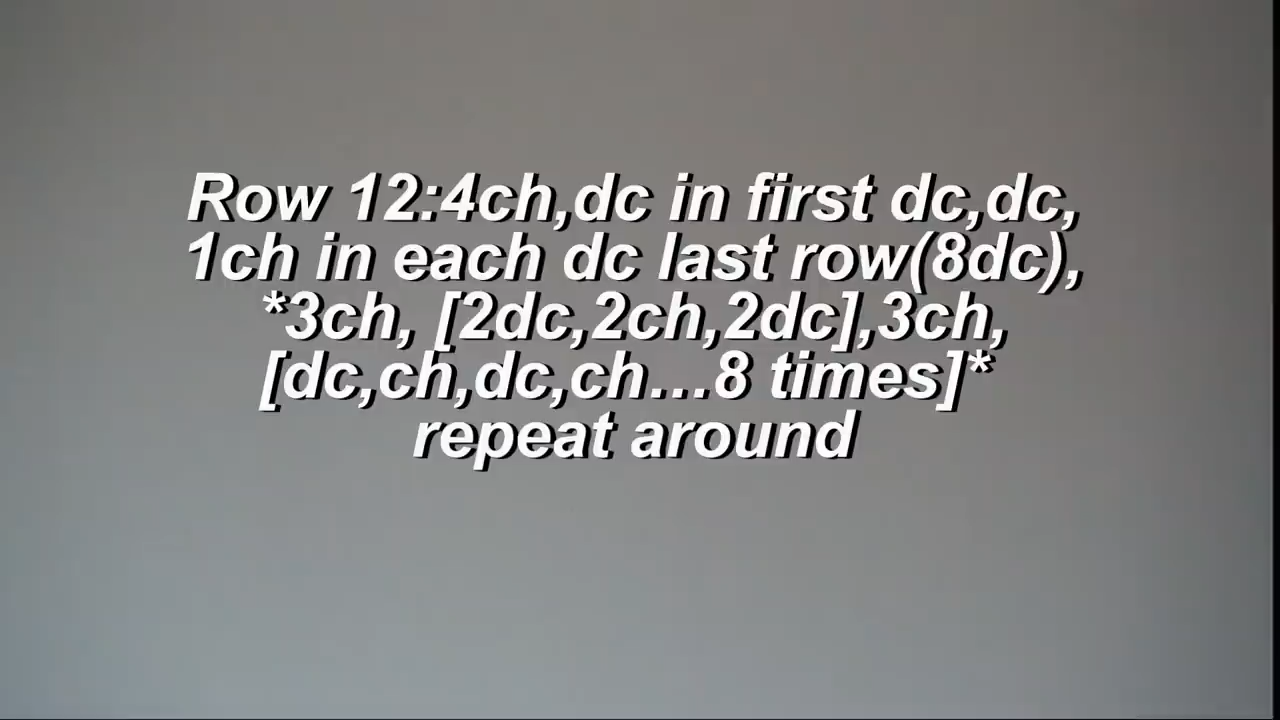 Row 12:4ch,dc in first dc,dc,
1ch in each dc last row(8dc),
*3ch, [2dc,2ch,2dc],3ch,
[dc,ch,dc,ch...8 times]*
repeat around